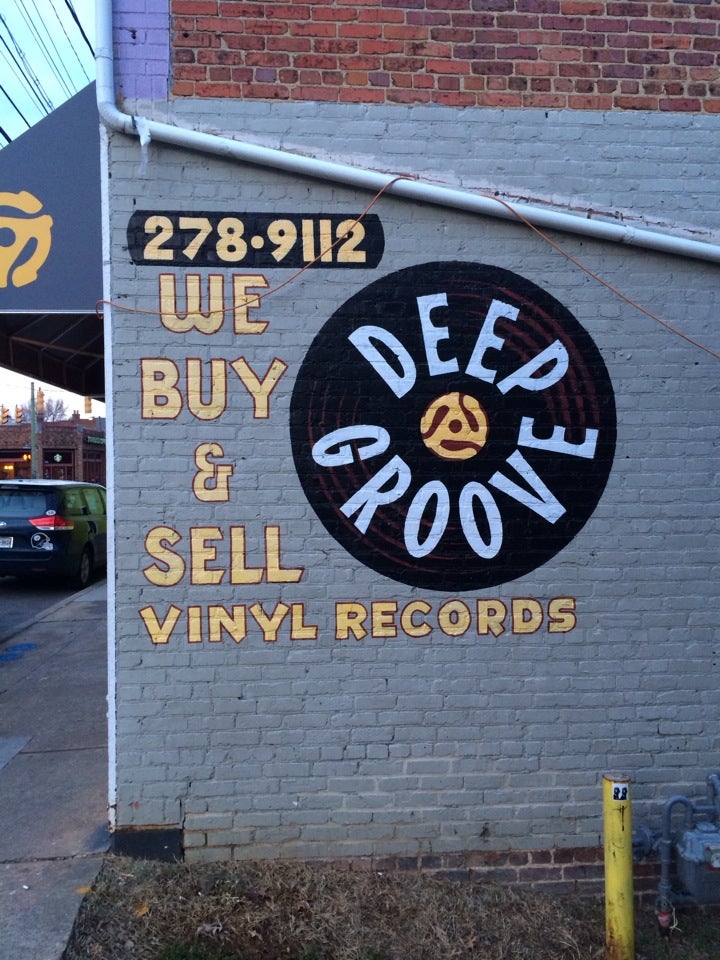 278·9112
WE
BUY
&
SELL
VINYL RECORDS
DEEP
GROOVE